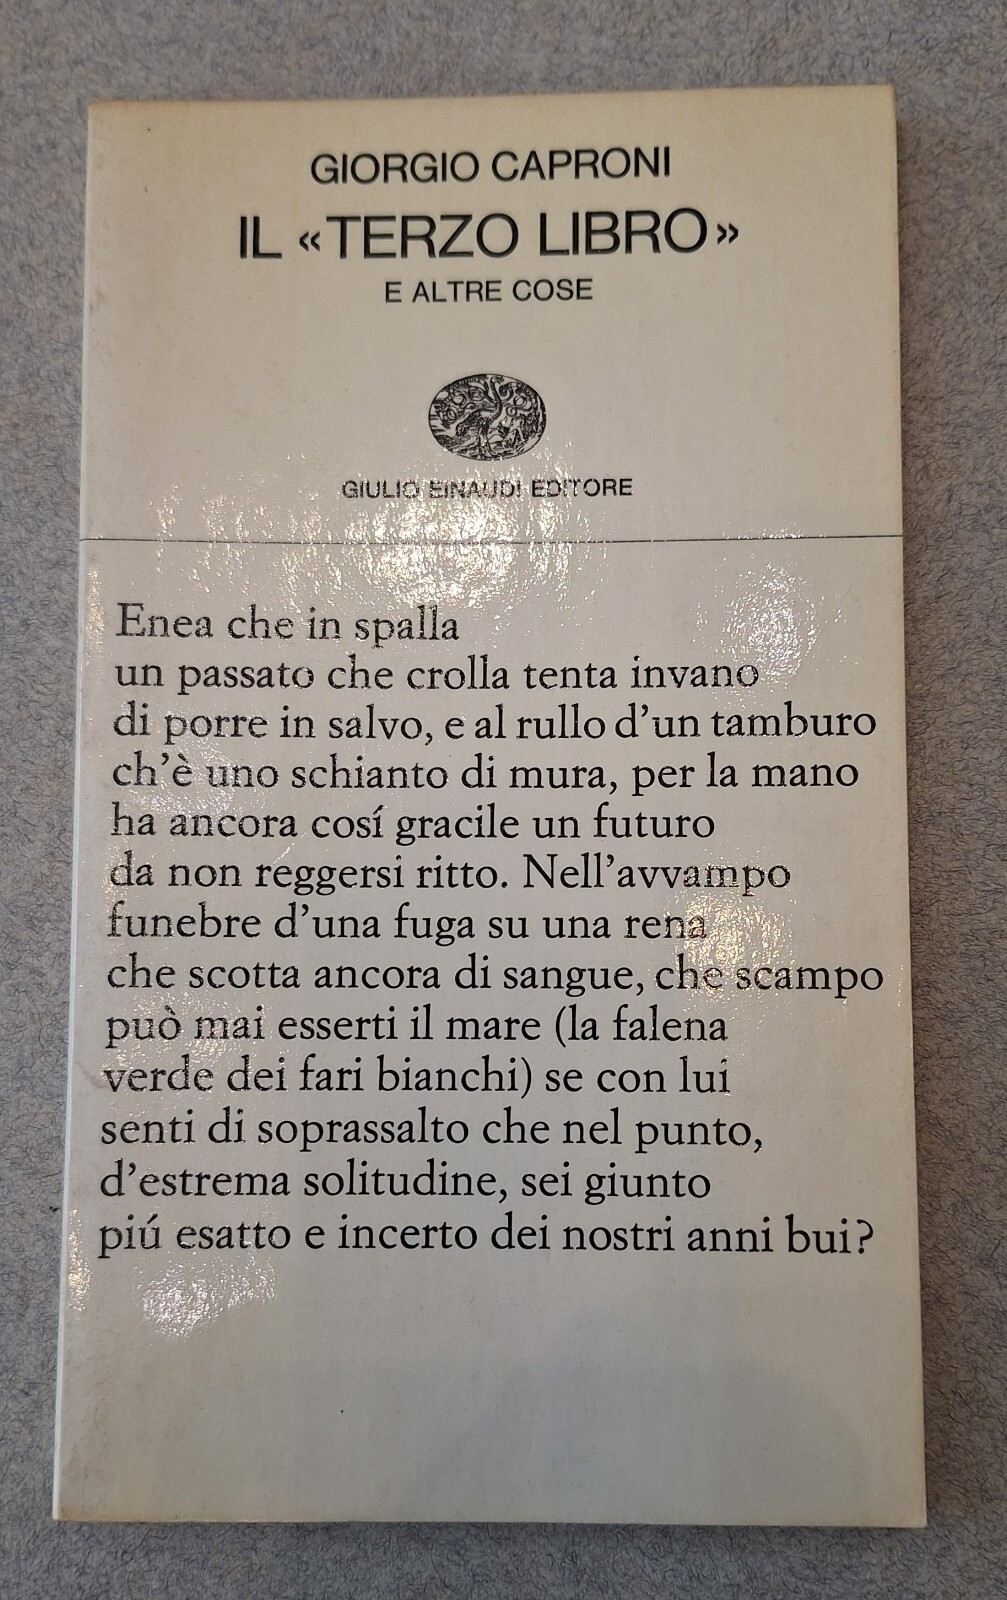 GIORGIO CAPRONI
IL «TERZO LIBRO»
E ALTRE COSE
GIULIO EINAUDI EDITORE
Enea che in spalla
un passato che crolla tenta invano
di porre in salvo, e al rullo d’un tamburo
ch’è uno schianto di mura, per la mano
ha ancora cosí gracile un futuro
da non reggersi ritto. Nell’avvampo
funebre d’una fuga su una rena
che scotta ancora di sangue, che scampo
può mai esserti il mare (la falena
verde dei fari bianchi) se con lui
senti di soprassalto che nel punto,
d’estrema solitudine, sei giunto
piú esatto e incerto dei nostri anni bui?